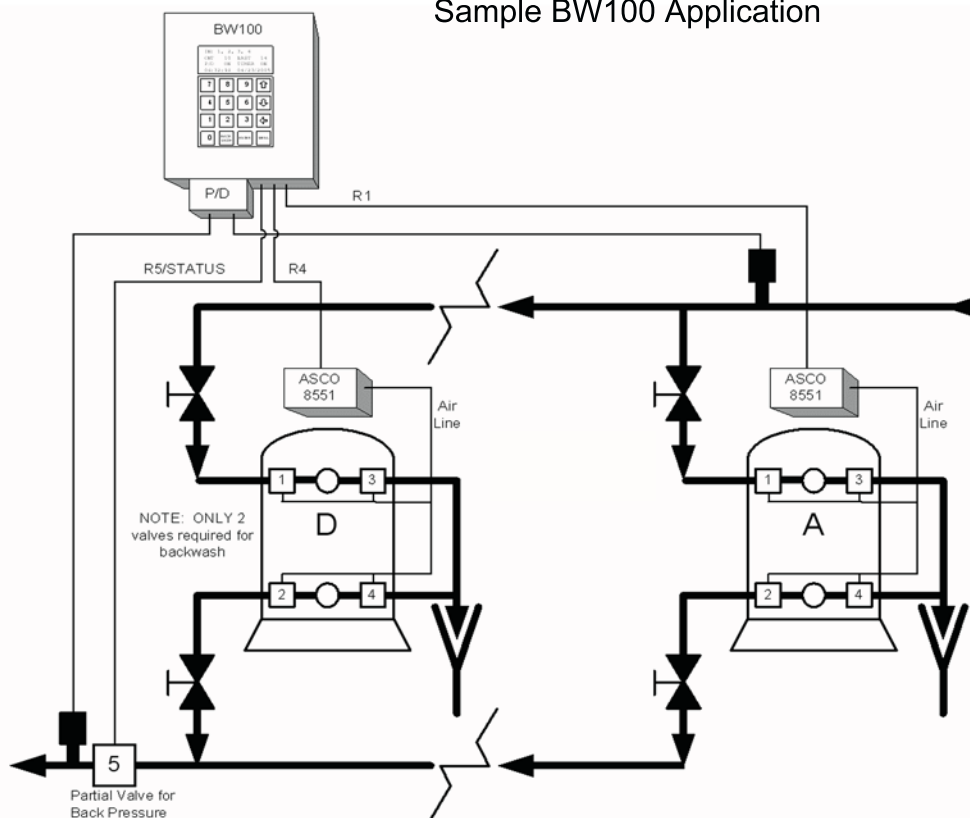 Sample BW100 Application
BW100
7 8 9
4 5 6
1 2 3
0
P/D
R1
R5/STATUS
R4
ASCO
8551
Air
Line
ASCO
8551
Air
Line
1
3
D
2
4
NOTE: ONLY 2
valves required for
backwash
1
3
A
2
4
5
Partial Valve for
Back Pressure